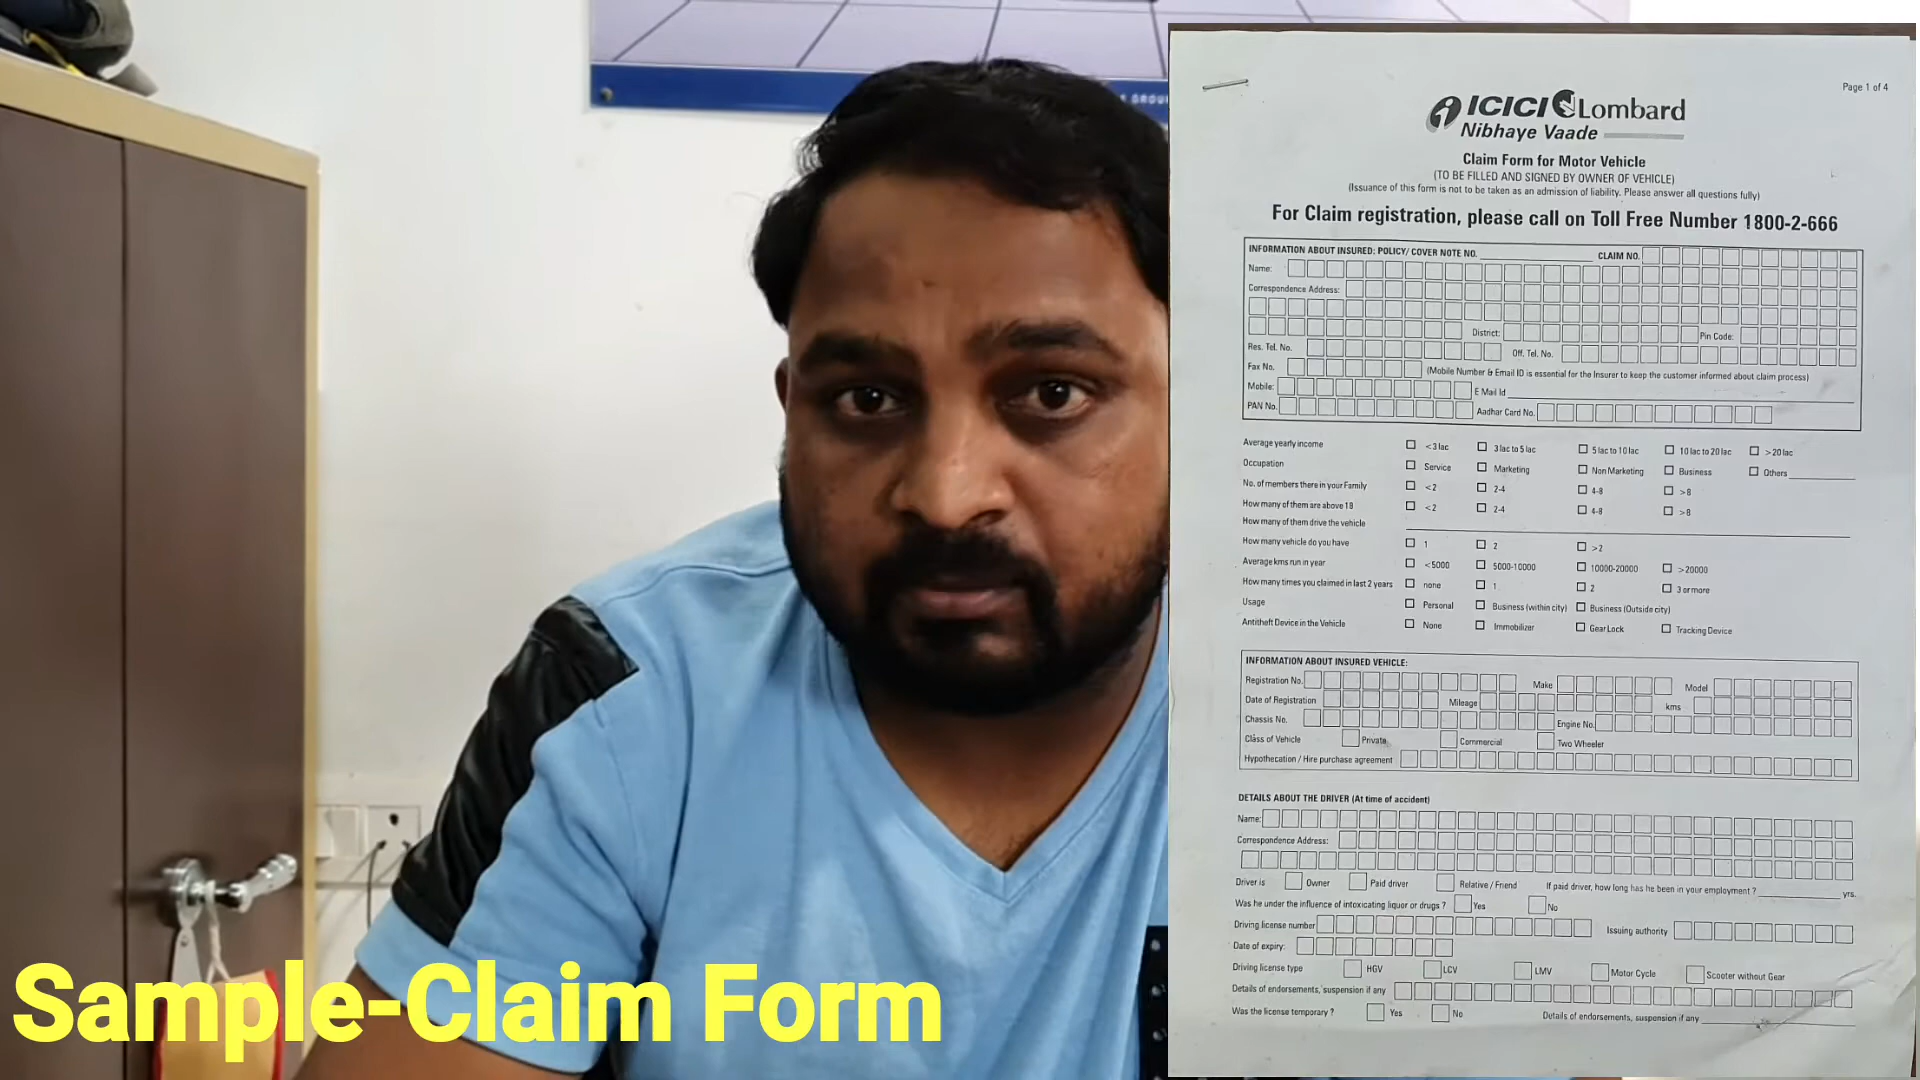 GROUP
Page 1 of 4
ICICI Lombard
Nibhaye Vaade
Claim Form for Motor Vehicle
(TO BE FILLED AND SIGNED BY OWNER OF VEHICLE)
(Issuance of this form is not to be taken as an admission of liability. Please answer all questions fully)
For Claim registration, please call on Toll Free Number 1800-2-666
INFORMATION ABOUT INSURED: POLICY/ COVER NOTE NO. CLAIM NO.
Name:
Correspondence Address:
District: Pin Code:
Res. Tel. No. Off. Tel. No.
Fax No. (Mobile Number & Email ID is essential for the Insurer to keep the customer informed about claim process)
Mobile: E Mail Id
PAN No. Aadhar Card No.
Average yearly income <3 lac 3 lac to 5 lac 5 lac to 10 lac 10 lac to 20 lac >20 lac
Occupation Service Marketing Non Marketing Business Others
No. of members there in your Family <2 2-4 4-8 >8
How many of them are above 18 <2 2-4 4-8 >8
How many of them drive the vehicle
How many vehicle do you have 1 2 >2
Average kms run in year <5000 5000-10000 10000-20000 >20000
How many times you claimed in last 2 years none 1 2 3 or more
Usage Personal Business (within city) Business (Outside city)
Antitheft Device in the Vehicle None Immobilizer Gear Lock Tracking Device
INFORMATION ABOUT INSURED VEHICLE:
Registration No. Make Model
Date of Registration Mileage kms
Chassis No. Engine No.
Class of Vehicle Private Commercial Two Wheeler
Hypothecation / Hire purchase agreement
DETAILS ABOUT THE DRIVER (At time of accident)
Name:
Correspondence Address:
Driver is Owner Paid driver Relative / Friend If paid driver, how long has he been in your employment ? yrs.
Was he under the influence of intoxicating liquor or drugs ? Yes No
Driving license number Issuing authority
Date of expiry:
Driving license type HGV LCV LMV Motor Cycle Scooter without Gear
Details of endorsements, suspension if any
Was the license temporary ? Yes No Details of endorsements, suspension if any
Sample-Claim Form